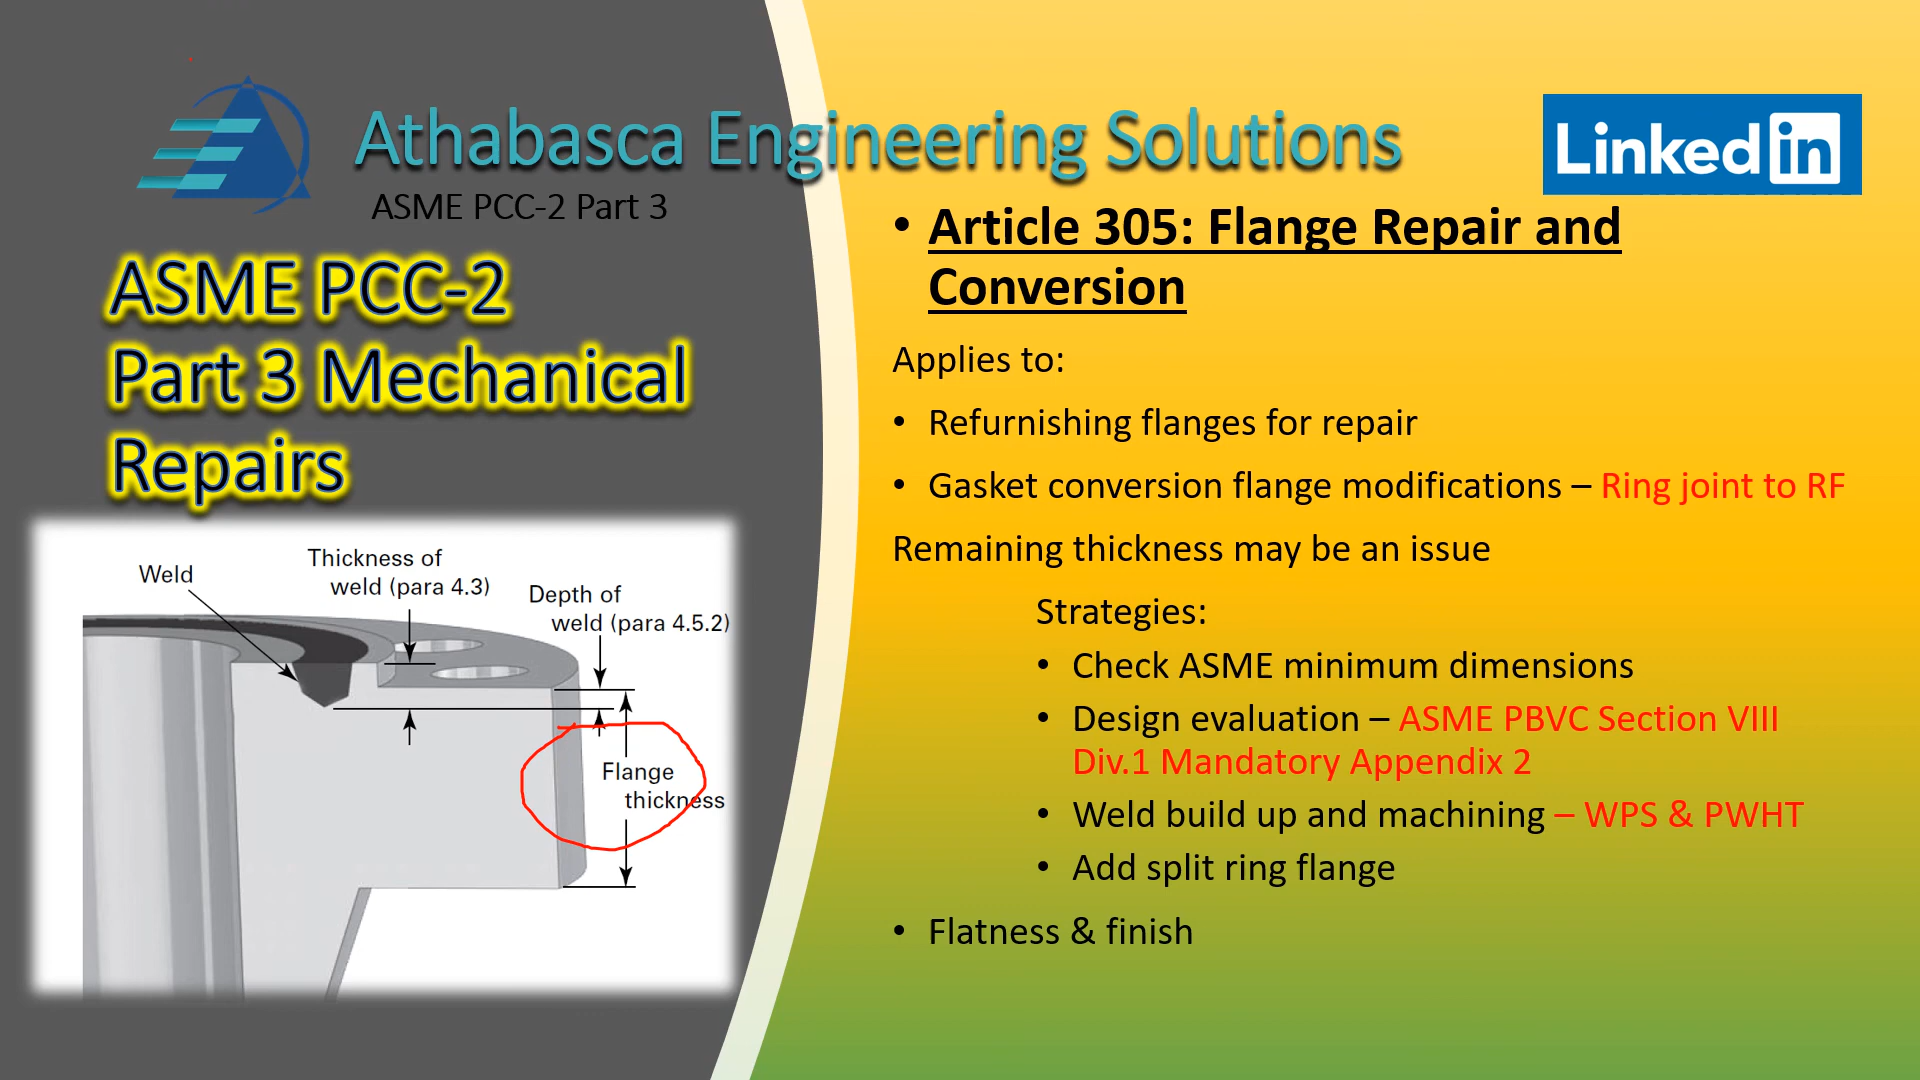 Athabasca Engineering Solutions
LinkedIn
ASME PCC-2 Part 3
ASME PCC-2
Part 3 Mechanical
Repairs
Weld
Thickness of
weld (para 4.3)
Depth of
weld (para 4.5.2)
Flange
thickness
• Article 305: Flange Repair and
Conversion
Applies to:
• Refurnishing flanges for repair
• Gasket conversion flange modifications – Ring joint to RF
Remaining thickness may be an issue
Strategies:
• Check ASME minimum dimensions
• Design evaluation – ASME PBVC Section VIII
Div.1 Mandatory Appendix 2
• Weld build up and machining – WPS & PWHT
• Add split ring flange
• Flatness & finish